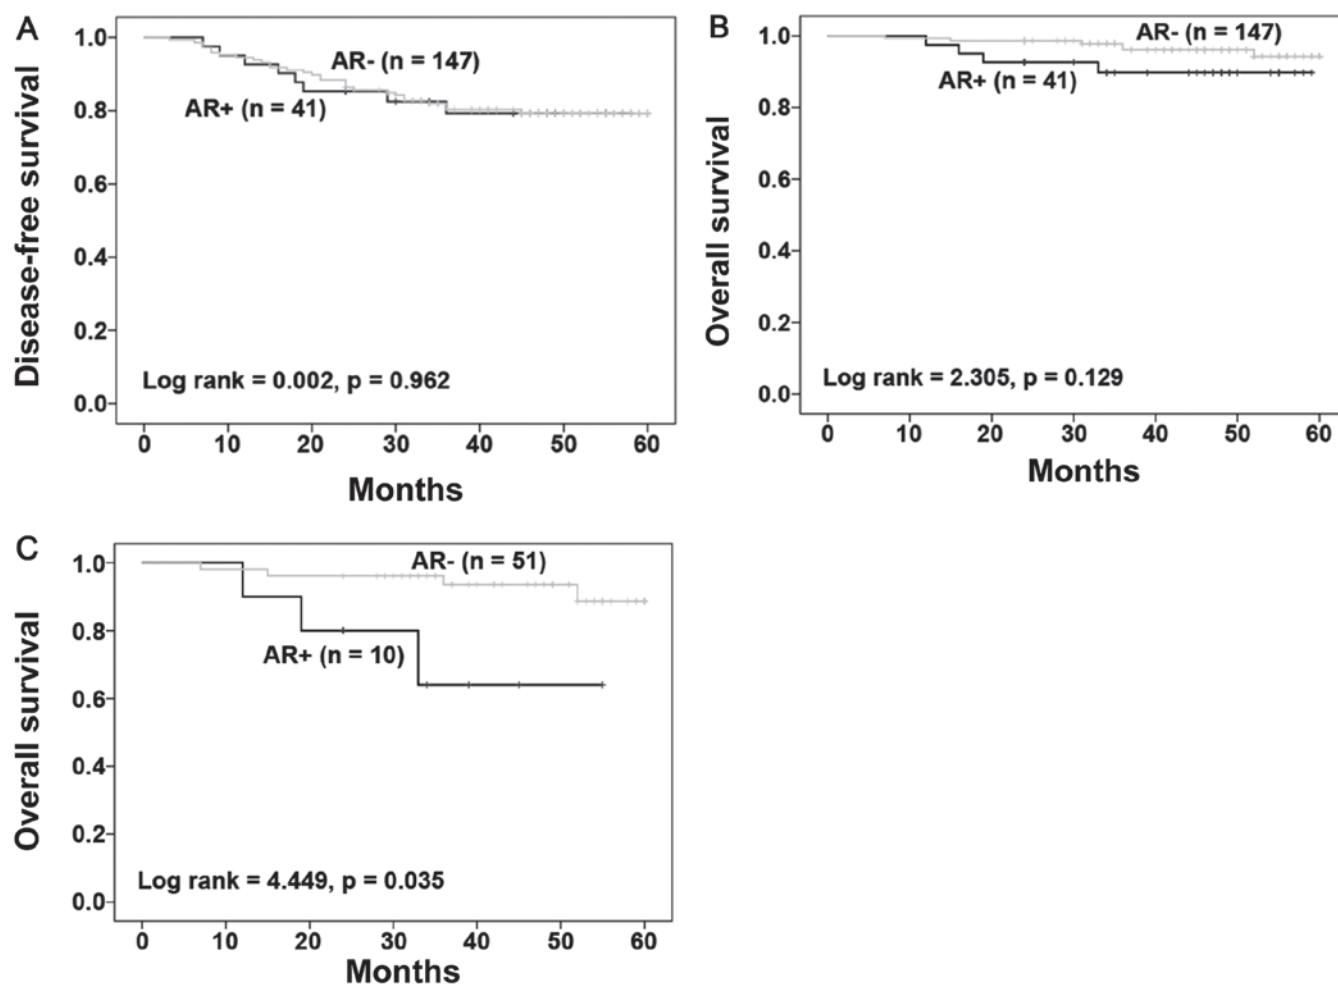 A
Disease-free survival
1.0
0.8
0.6
0.4
0.2
0.0
AR- (n = 147)
AR+ (n = 41)
Log rank = 0.002, p = 0.962
0 10 20 30 40 50 60
Months
B
Overall survival
1.0
0.8
0.6
0.4
0.2
0.0
AR- (n = 147)
AR+ (n = 41)
Log rank = 2.305, p = 0.129
0 10 20 30 40 50 60
Months
C
Overall survival
1.0
0.8
0.6
0.4
0.2
0.0
AR- (n = 51)
AR+ (n = 10)
Log rank = 4.449, p = 0.035
0 10 20 30 40 50 60
Months